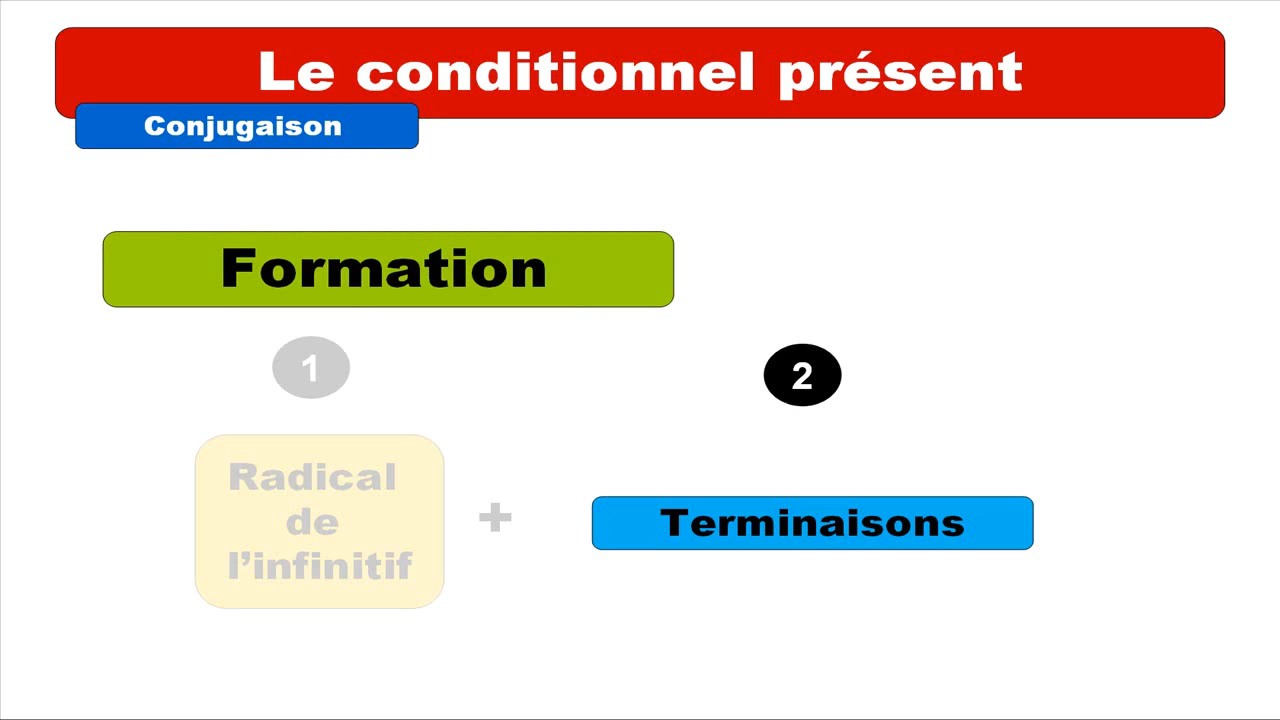 Le conditionnel présent
Conjugaison
Formation
1
2
Radical
de
l’infinitif
+
Terminaisons